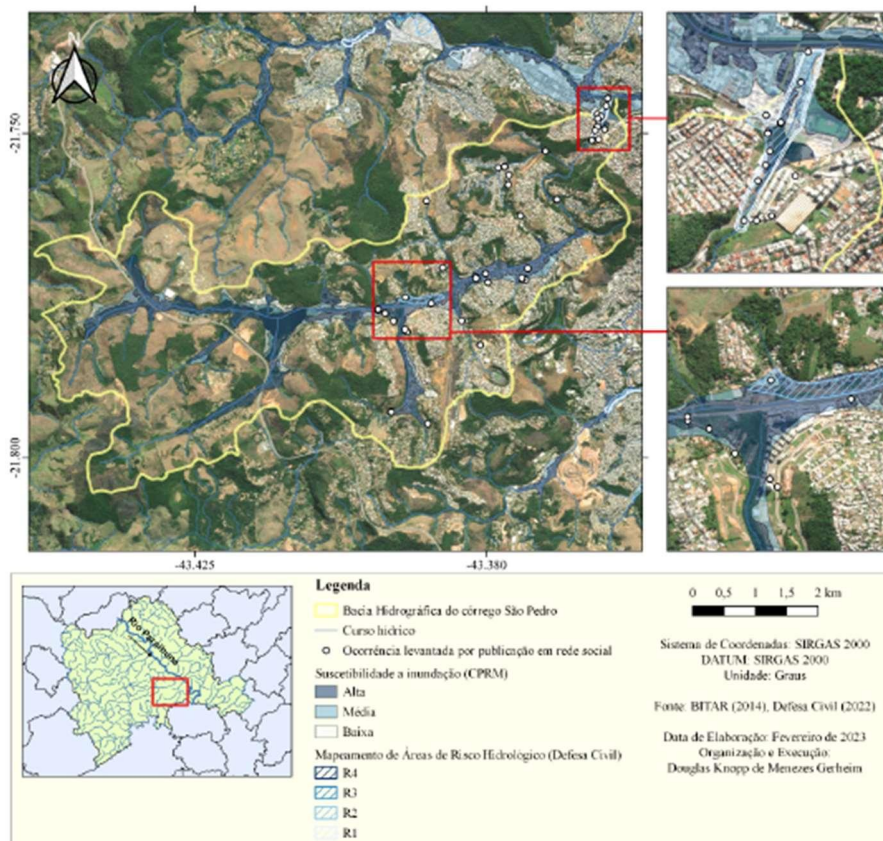 N
-21.750
-21.800
-43.425
-43.380
Rio Paraibuna
Legenda
Bacia Hidrográfica do córrego São Pedro
Curso hídrico
Ocorrência levantada por publicação em rede social
Suscetibilidade a inundação (CPRM)
Alta
Média
Baixa
Mapeamento de Áreas de Risco Hidrológico (Defesa Civil)
R4
R3
R2
R1
0 0,5 1 1,5 2 km
Sistema de Coordenadas: SIRGAS 2000
DATUM: SIRGAS 2000
Unidade: Graus
Fonte: BITAR (2014), Defesa Civil (2022)
Data de Elaboração: Fevereiro de 2023
Organização e Execução:
Douglas Knopp de Menezes Gerheim